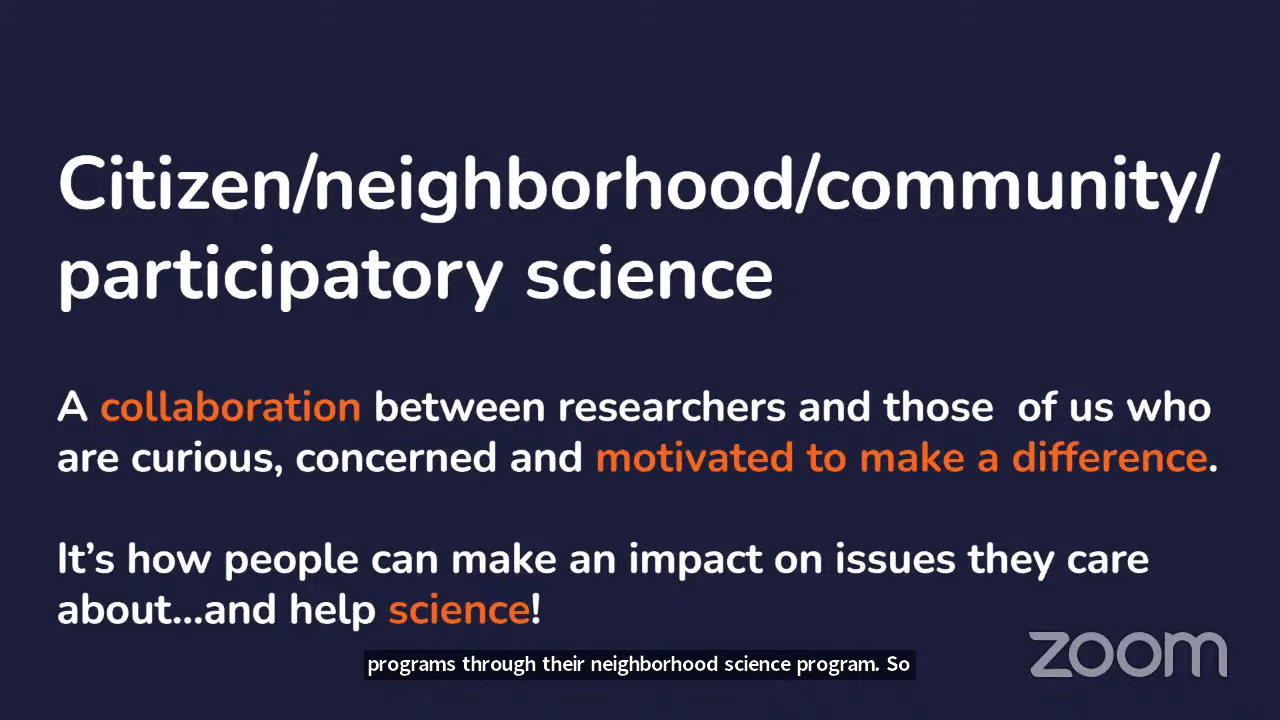 Citizen/neighborhood/community/
participatory science
A collaboration between researchers and those  of us who
are curious, concerned and motivated to make a difference.
It’s how people can make an impact on issues they care
about...and help science!
programs through their neighborhood science program. So
zoom